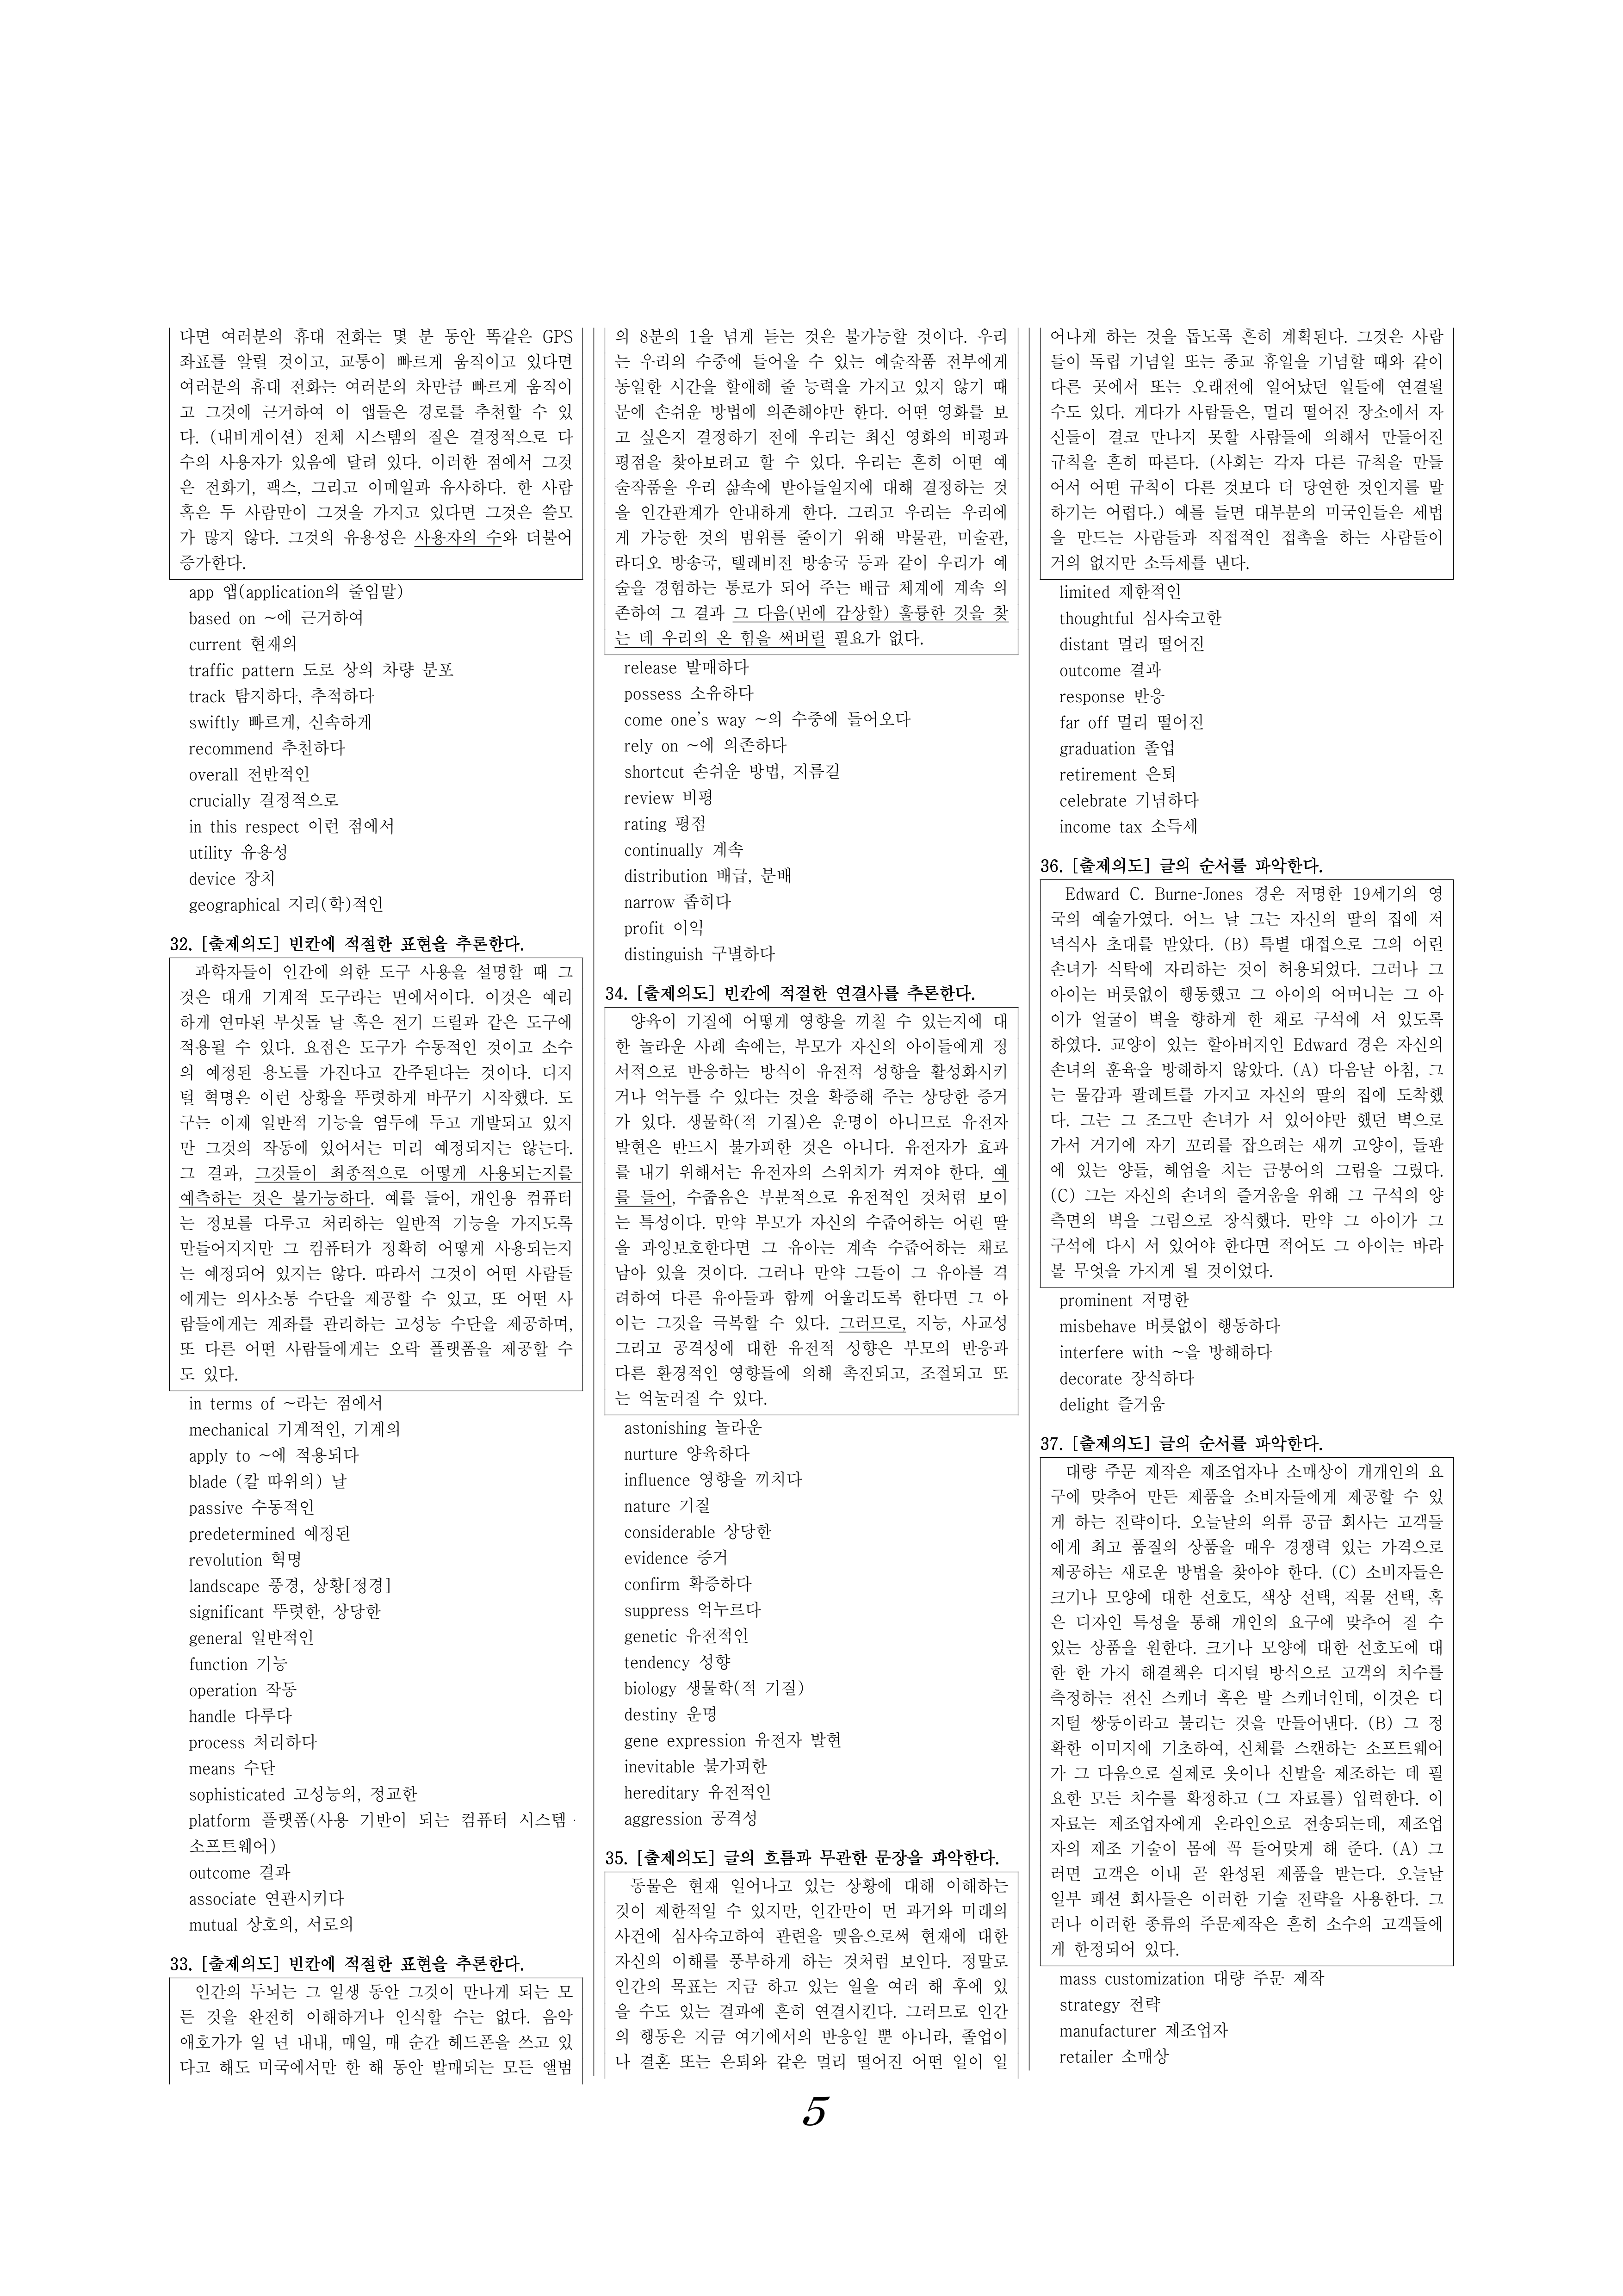 다면 여러분의 휴대 전화는 몇 분 동안 똑같은 GPS
좌표를 알릴 것이고, 교통이 빠르게 움직이고 있다면
여러분의 휴대 전화는 여러분의 차만큼 빠르게 움직이
고 그것에 근거하여 이 앱들은 경로를 추천할 수 있
다. (내비게이션) 전체 시스템의 질은 결정적으로 다
수의 사용자가 있음에 달려 있다. 이러한 점에서 그것
은 전화기, 팩스, 그리고 이메일과 유사하다. 한 사람
혹은 두 사람만이 그것을 가지고 있다면 그것은 쓸모
가 많지 않다. 그것의 유용성은 사용자의 수와 더불어
증가한다.
app 앱(application의 줄임말)
based on ~에 근거하여
current 현재의
traffic pattern 도로 상의 차량 분포
track 탐지하다, 추적하다
swiftly 빠르게, 신속하게
recommend 추천하다
overall 전반적인
crucially 결정적으로
in this respect 이런 점에서
utility 유용성
device 장치
geographical 지리(학)적인
32. [출제의도] 빈칸에 적절한 표현을 추론한다.
과학자들이 인간에 의한 도구 사용을 설명할 때 그
것은 대개 기계적 도구라는 면에서이다. 이것은 예리
하게 연마된 부싯돌 날 혹은 전기 드릴과 같은 도구에
적용될 수 있다. 요점은 도구가 수동적인 것이고 소수
의 예정된 용도를 가진다고 간주된다는 것이다. 디지
털 혁명은 이런 상황을 뚜렷하게 바꾸기 시작했다. 도
구는 이제 일반적 기능을 염두에 두고 개발되고 있지
만 그것의 작동에 있어서는 미리 예정되지는 않는다.
그 결과, 그것들이 최종적으로 어떻게 사용되는지를
예측하는 것은 불가능하다. 예를 들어, 개인용 컴퓨터
는 정보를 다루고 처리하는 일반적 기능을 가지도록
만들어지지만 그 컴퓨터가 정확히 어떻게 사용되는지
는 예정되어 있지는 않다. 따라서 그것이 어떤 사람들
에게는 의사소통 수단을 제공할 수 있고, 또 어떤 사
람들에게는 계좌를 관리하는 고성능 수단을 제공하며,
또 다른 어떤 사람들에게는 오락 플랫폼을 제공할 수
도 있다.
in terms of ~라는 점에서
mechanical 기계적인, 기계의
apply to ~에 적용되다
blade (칼 따위의) 날
passive 수동적인
predetermined 예정된
revolution 혁명
landscape 풍경, 상황[정경]
significant 뚜렷한, 상당한
general 일반적인
function 기능
operation 작동
handle 다루다
process 처리하다
means 수단
sophisticated 고성능의, 정교한
platform 플랫폼(사용 기반이 되는 컴퓨터 시스템·
소프트웨어)
outcome 결과
associate 연관시키다
mutual 상호의, 서로의
33. [출제의도] 빈칸에 적절한 표현을 추론한다.
인간의 두뇌는 그 일생 동안 그것이 만나게 되는 모
든 것을 완전히 이해하거나 인식할 수는 없다. 음악
애호가가 일 년 내내, 매일, 매 순간 헤드폰을 쓰고 있
다고 해도 미국에서만 한 해 동안 발매되는 모든 앨범
의 8분의 1을 넘게 듣는 것은 불가능할 것이다. 우리
는 우리의 수중에 들어올 수 있는 예술작품 전부에게
동일한 시간을 할애해 줄 능력을 가지고 있지 않기 때
문에 손쉬운 방법에 의존해야만 한다. 어떤 영화를 보
고 싶은지 결정하기 전에 우리는 최신 영화의 비평과
평점을 찾아보려고 할 수 있다. 우리는 흔히 어떤 예
술작품을 우리 삶속에 받아들일지에 대해 결정하는 것
을 인간관계가 안내하게 한다. 그리고 우리는 우리에
게 가능한 것의 범위를 줄이기 위해 박물관, 미술관,
라디오 방송국, 텔레비전 방송국 등과 같이 우리가 예
술을 경험하는 통로가 되어 주는 배급 체계에 계속 의
존하여 그 결과 그 다음(번에 감상할) 훌륭한 것을 찾
는 데 우리의 온 힘을 써버릴 필요가 없다.
release 발매하다
possess 소유하다
come one's way ~의 수중에 들어오다
rely on ~에 의존하다
shortcut 손쉬운 방법, 지름길
review 비평
rating 평점
continually 계속
distribution 배급, 분배
narrow 좁히다
profit 이익
distinguish 구별하다
34. [출제의도] 빈칸에 적절한 연결사를 추론한다.
양육이 기질에 어떻게 영향을 끼칠 수 있는지에 대
한 놀라운 사례 속에는, 부모가 자신의 아이들에게 정
서적으로 반응하는 방식이 유전적 성향을 활성화시키
거나 억누를 수 있다는 것을 확증해 주는 상당한 증거
가 있다. 생물학(적 기질)은 운명이 아니므로 유전자
발현은 반드시 불가피한 것은 아니다. 유전자가 효과
를 내기 위해서는 유전자의 스위치가 켜져야 한다. 예
를 들어, 수줍음은 부분적으로 유전적인 것처럼 보이
는 특성이다. 만약 부모가 자신의 수줍어하는 어린 딸
을 과잉보호한다면 그 유아는 계속 수줍어하는 채로
남아 있을 것이다. 그러나 만약 그들이 그 유아를 격
려하여 다른 유아들과 함께 어울리도록 한다면 그 아
이는 그것을 극복할 수 있다. 그러므로, 지능, 사교성
그리고 공격성에 대한 유전적 성향은 부모의 반응과
다른 환경적인 영향들에 의해 촉진되고, 조절되고 또
는 억눌러질 수 있다.
astonishing 놀라운
nurture 양육하다
influence 영향을 끼치다
nature 기질
considerable 상당한
evidence 증거
confirm 확증하다
suppress 억누르다
genetic 유전적인
tendency 성향
biology 생물학(적 기질)
destiny 운명
gene expression 유전자 발현
inevitable 불가피한
hereditary 유전적인
aggression 공격성
35. [출제의도] 글의 흐름과 무관한 문장을 파악한다.
동물은 현재 일어나고 있는 상황에 대해 이해하는
것이 제한적일 수 있지만, 인간만이 먼 과거와 미래의
사건에 심사숙고하여 관련을 맺음으로써 현재에 대한
자신의 이해를 풍부하게 하는 것처럼 보인다. 정말로
인간의 목표는 지금 하고 있는 일을 여러 해 후에 있
을 수도 있는 결과에 흔히 연결시킨다. 그러므로 인간
의 행동은 지금 여기에서의 반응일 뿐 아니라, 졸업이
나 결혼 또는 은퇴와 같은 멀리 떨어진 어떤 일이 일
어나게 하는 것을 돕도록 흔히 계획된다. 그것은 사람
들이 독립 기념일 또는 종교 휴일을 기념할 때와 같이
다른 곳에서 또는 오래전에 일어났던 일들에 연결될
수도 있다. 게다가 사람들은, 멀리 떨어진 장소에서 자
신들이 결코 만나지 못할 사람들에 의해서 만들어진
규칙을 흔히 따른다. (사회는 각자 다른 규칙을 만들
어서 어떤 규칙이 다른 것보다 더 당연한 것인지를 말
하기는 어렵다.) 예를 들면 대부분의 미국인들은 세법
을 만드는 사람들과 직접적인 접촉을 하는 사람들이
거의 없지만 소득세를 낸다.
limited 제한적인
thoughtful 심사숙고한
distant 멀리 떨어진
outcome 결과
response 반응
far off 멀리 떨어진
graduation 졸업
retirement 은퇴
celebrate 기념하다
income tax 소득세
36. [출제의도] 글의 순서를 파악한다.
Edward C. Burne-Jones 경은 저명한 19세기의 영
국의 예술가였다. 어느 날 그는 자신의 딸의 집에 저
녁식사 초대를 받았다. (B) 특별 대접으로 그의 어린
손녀가 식탁에 자리하는 것이 허용되었다. 그러나 그
아이는 버릇없이 행동했고 그 아이의 어머니는 그 아
이가 얼굴이 벽을 향하게 한 채로 구석에 서 있도록
하였다. 교양이 있는 할아버지인 Edward 경은 자신의
손녀의 훈육을 방해하지 않았다. (A) 다음날 아침, 그
는 물감과 팔레트를 가지고 자신의 딸의 집에 도착했
다. 그는 그 조그만 손녀가 서 있어야만 했던 벽으로
가서 거기에 자기 꼬리를 잡으려는 새끼 고양이, 들판
에 있는 양들, 헤엄을 치는 금붕어의 그림을 그렸다.
(C) 그는 자신의 손녀의 즐거움을 위해 그 구석의 양
측면의 벽을 그림으로 장식했다. 만약 그 아이가 그
구석에 다시 서 있어야 한다면 적어도 그 아이는 바라
볼 무엇을 가지게 될 것이었다.
prominent 저명한
misbehave 버릇없이 행동하다
interfere with ~을 방해하다
decorate 장식하다
delight 즐거움
37. [출제의도] 글의 순서를 파악한다.
대량 주문 제작은 제조업자나 소매상이 개개인의 요
구에 맞추어 만든 제품을 소비자들에게 제공할 수 있
게 하는 전략이다. 오늘날의 의류 공급 회사는 고객들
에게 최고 품질의 상품을 매우 경쟁력 있는 가격으로
제공하는 새로운 방법을 찾아야 한다. (C) 소비자들은
크기나 모양에 대한 선호도, 색상 선택, 직물 선택, 혹
은 디자인 특성을 통해 개인의 요구에 맞추어 질 수
있는 상품을 원한다. 크기나 모양에 대한 선호도에 대
한 한 가지 해결책은 디지털 방식으로 고객의 치수를
측정하는 전신 스캐너 혹은 발 스캐너인데, 이것은 디
지털 쌍둥이라고 불리는 것을 만들어낸다. (B) 그 정
확한 이미지에 기초하여, 신체를 스캔하는 소프트웨어
가 그 다음으로 실제로 옷이나 신발을 제조하는 데 필
요한 모든 치수를 확정하고 (그 자료를) 입력한다. 이
자료는 제조업자에게 온라인으로 전송되는데, 제조업
자의 제조 기술이 몸에 꼭 들어맞게 해 준다. (A) 그
러면 고객은 이내 곧 완성된 제품을 받는다. 오늘날
일부 패션 회사들은 이러한 기술 전략을 사용한다. 그
러나 이러한 종류의 주문제작은 흔히 소수의 고객들에
게 한정되어 있다.
mass customization 대량 주문 제작
strategy 전략
manufacturer 제조업자
retailer 소매상
5